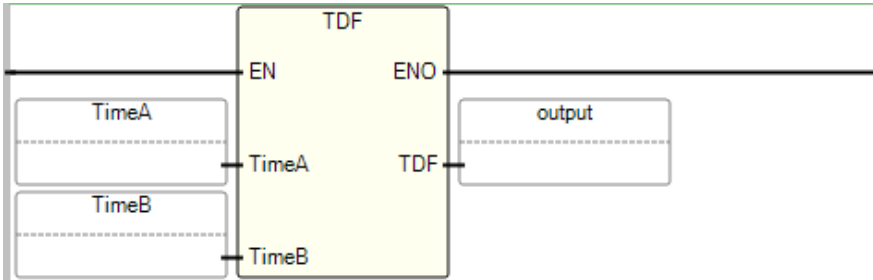 TDF
EN ENO
TimeA output
TimeA TDF
TimeB
TimeB